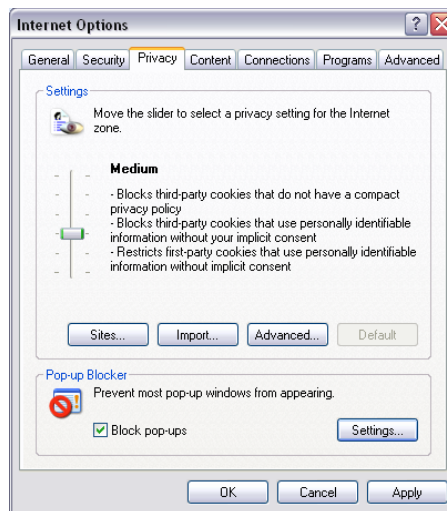 Internet Options
General Security Privacy Content Connections Programs Advanced
Settings
Move the slider to select a privacy setting for the Internet
zone.
Medium
- Blocks third-party cookies that do not have a compact
privacy policy
- Blocks third-party cookies that use personally identifiable
information without your implicit consent
- Restricts first-party cookies that use personally identifiable
information without implicit consent
Sites... Import... Advanced... Default
Pop-up Blocker
Prevent most pop-up windows from appearing.
Block pop-ups Settings...
OK Cancel Apply